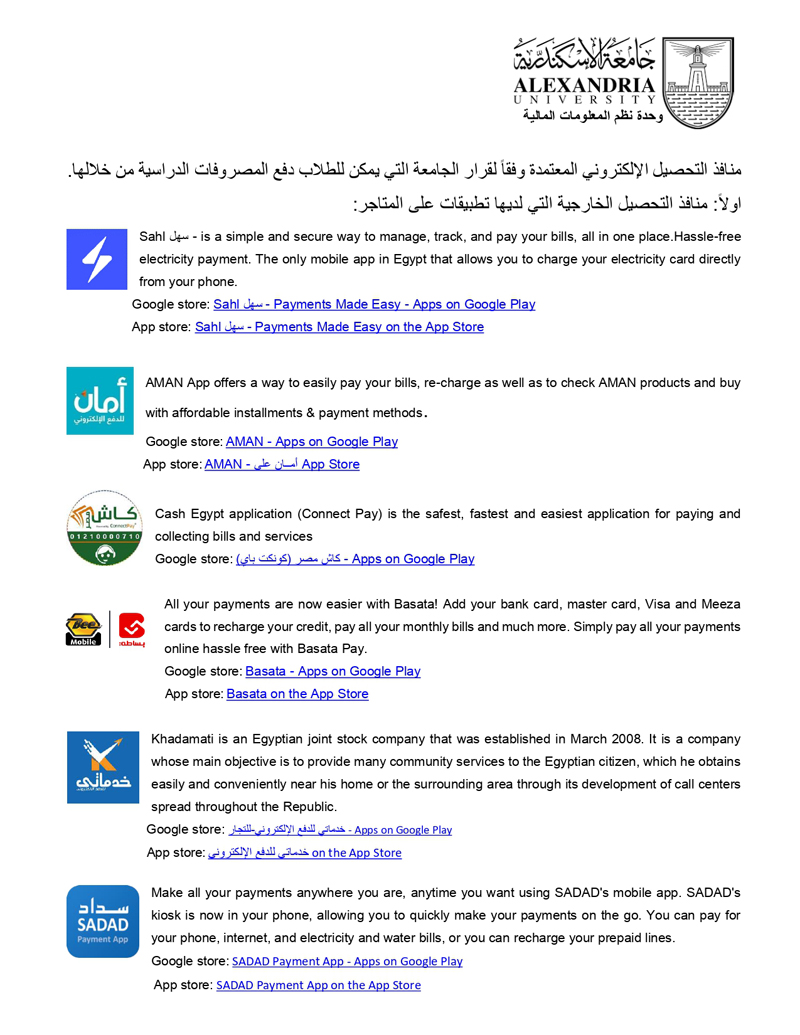 جامعة الإسكندرية
ALEXANDRIA
UNIVERSITY
وحدة نظم المعلومات المالية
منافذ التحصيل الإلكتروني المعتمدة وفقاً لقرار الجامعة التي يمكن للطلاب دفع المصروفات الدراسية من خلالها.
اولاً: منافذ التحصيل الخارجية التي لديها تطبيقات على المتاجر:
Sahl سهل - is a simple and secure way to manage, track, and pay your bills, all in one place.Hassle-free
electricity payment. The only mobile app in Egypt that allows you to charge your electricity card directly
from your phone.
Google store: Sahl سهل - Payments Made Easy - Apps on Google Play
App store: Sahl سهل - Payments Made Easy on the App Store
أمان
للدفع الإلكتروني
AMAN App offers a way to easily pay your bills, re-charge as well as to check AMAN products and buy
with affordable installments & payment methods.
Google store: AMAN - Apps on Google Play
App store: AMAN - أمـان على App Store
كاش مصر
ConnectPay
01210000710
Cash Egypt application (Connect Pay) is the safest, fastest and easiest application for paying and
collecting bills and services
Google store: كاش مصر (كونكت باي) - Apps on Google Play
Bee
Mobile
بساطة
All your payments are now easier with Basata! Add your bank card, master card, Visa and Meeza
cards to recharge your credit, pay all your monthly bills and much more. Simply pay all your payments
online hassle free with Basata Pay.
Google store: Basata - Apps on Google Play
App store: Basata on the App Store
خدماتي
Khadamati is an Egyptian joint stock company that was established in March 2008. It is a company
whose main objective is to provide many community services to the Egyptian citizen, which he obtains
easily and conveniently near his home or the surrounding area through its development of call centers
spread throughout the Republic.
Google store: خدماتي للدفع الإلكتروني-للتجار - Apps on Google Play
App store: خدماتي للدفع الإلكتروني on the App Store
سداد
SADAD
Payment App
Make all your payments anywhere you are, anytime you want using SADAD's mobile app. SADAD's
kiosk is now in your phone, allowing you to quickly make your payments on the go. You can pay for
your phone, internet, and electricity and water bills, or you can recharge your prepaid lines.
Google store: SADAD Payment App - Apps on Google Play
App store: SADAD Payment App on the App Store